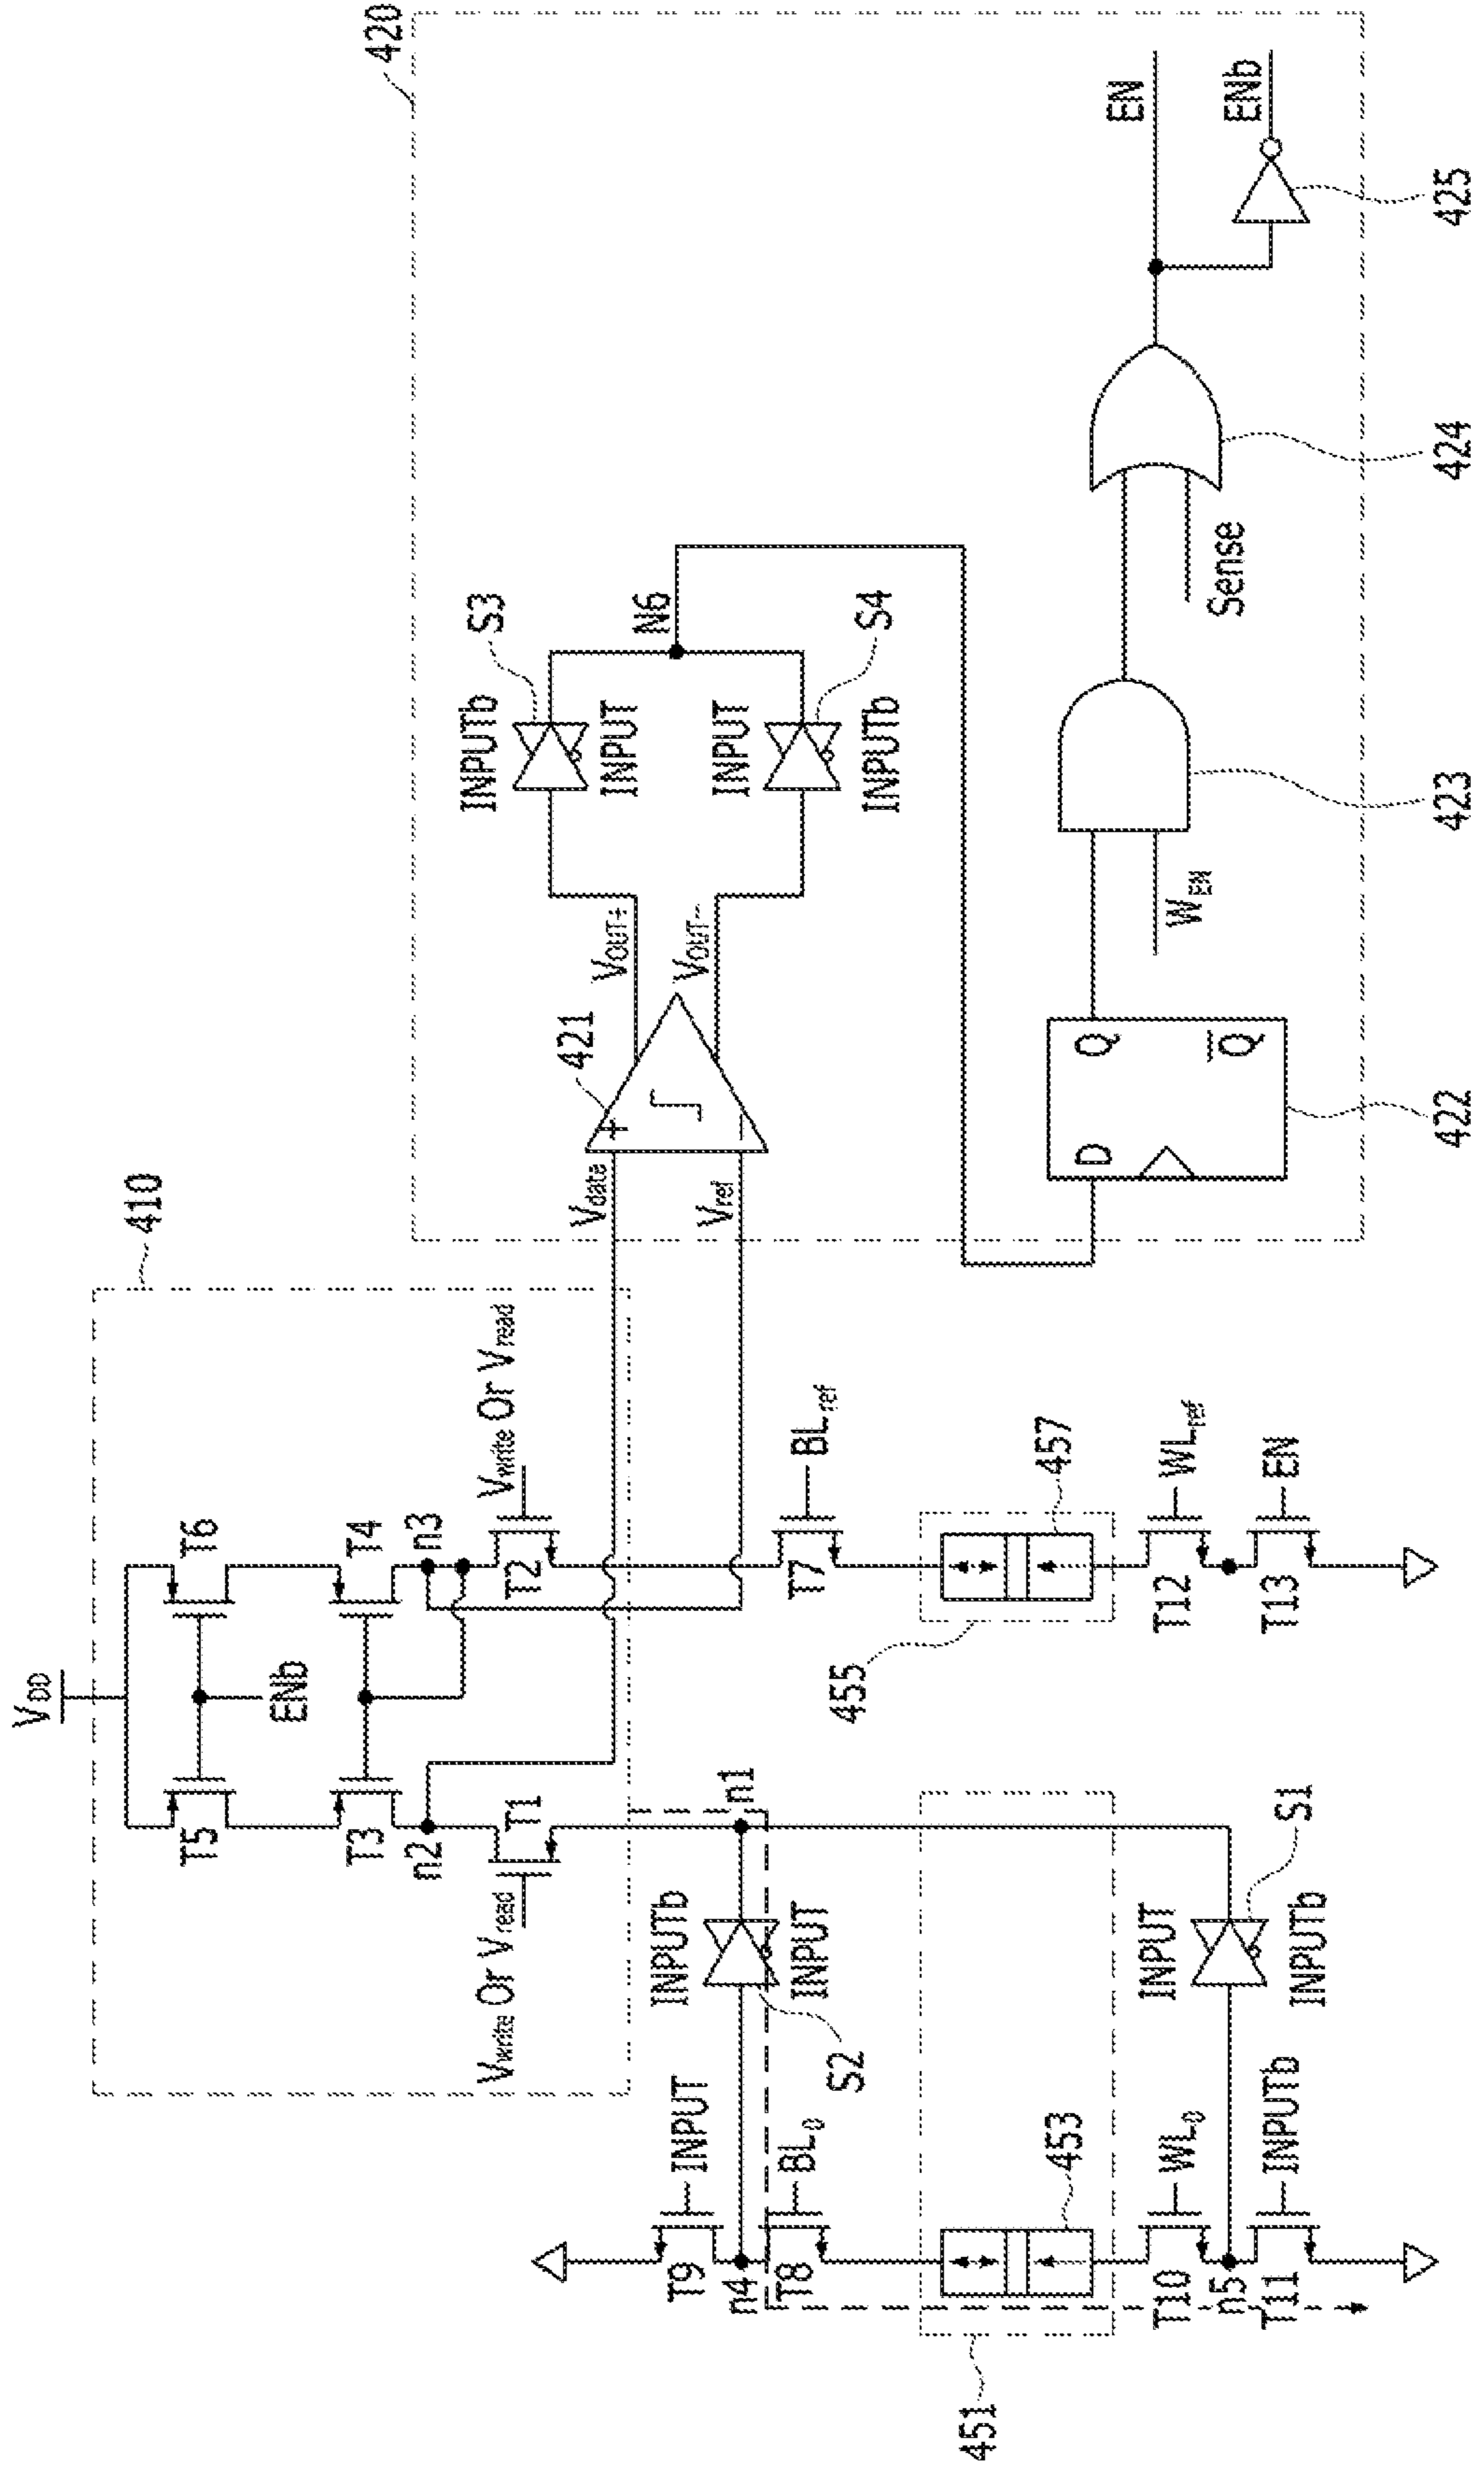 V_DD
410
T5
T6
ENb
T3
T4
n2
n3
T1
T2
Vwrite Or Vread
Vwrite Or Vread
420
Vdata
Vref
421
+
−
VOUT+
VOUT−
INPUTb
INPUT
S3
N6
INPUT
INPUTb
S4
D
Q
Q̅
422
W_EN
423
Sense
424
EN
ENb
425
INPUT
T9
n4
INPUTb
INPUT
S2
n1
T8
BL0
453
451
T10
WL0
n5
T11
INPUTb
INPUT
INPUTb
S1
T7
BLref
455
457
T12
WLref
T13
EN